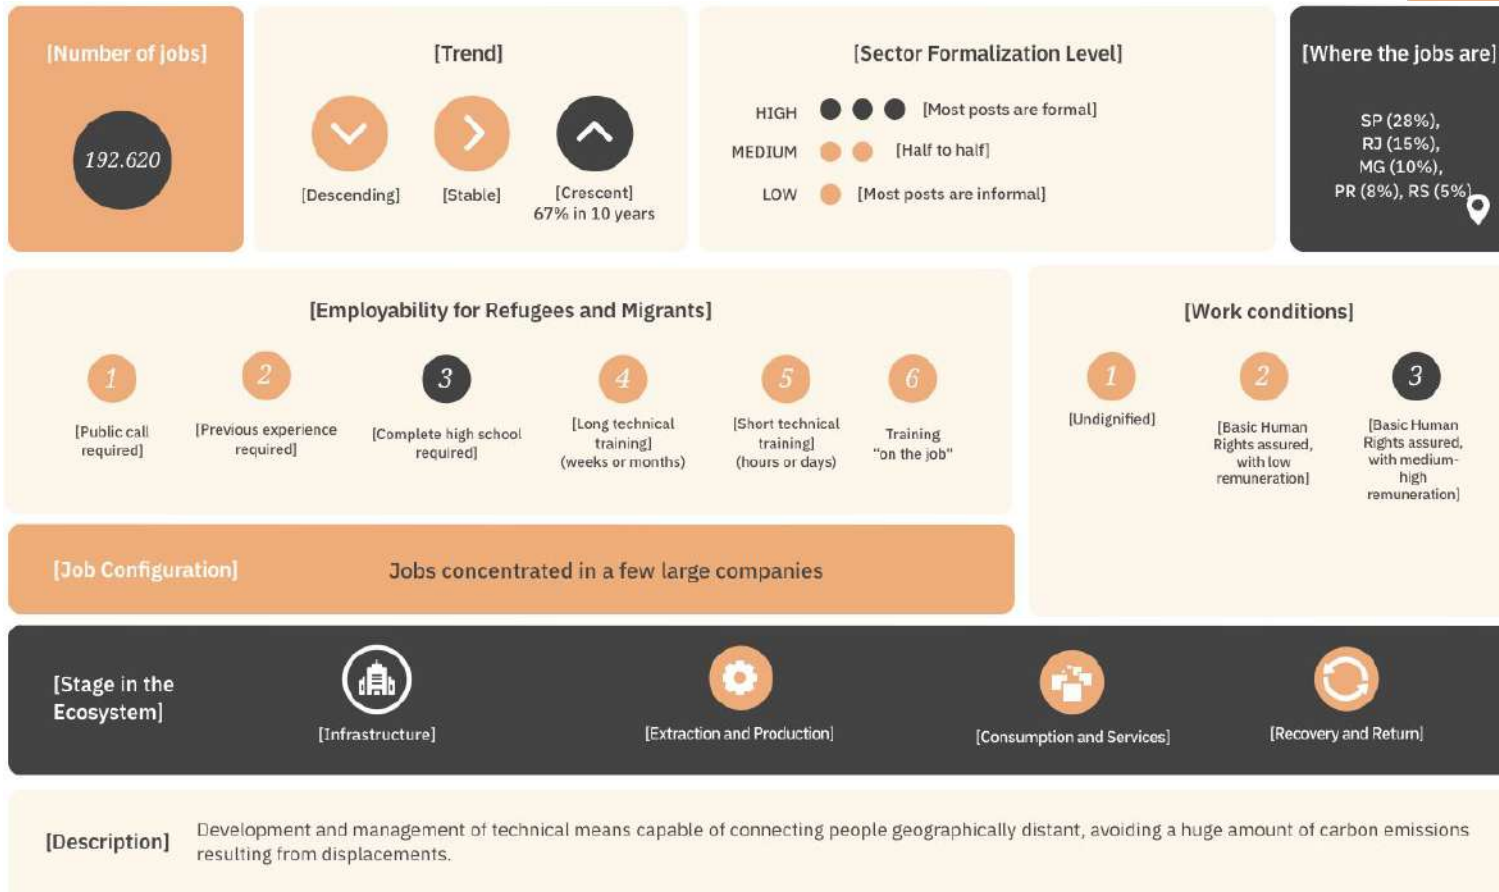 [Number of jobs]
192.620
[Trend]
[Descending]
[Stable]
[Crescent]
67% in 10 years
[Sector Formalization Level]
HIGH [Most posts are formal]
MEDIUM [Half to half]
LOW [Most posts are informal]
[Where the jobs are]
SP (28%),
RJ (15%),
MG (10%),
PR (8%), RS (5%)
[Employability for Refugees and Migrants]
1
[Public call
required]
2
[Previous experience
required]
3
[Complete high school
required]
4
[Long technical
training]
(weeks or months)
5
[Short technical
training]
(hours or days)
6
Training
"on the job"
[Work conditions]
1
[Undignified]
2
[Basic Human
Rights assured,
with low
remuneration]
3
[Basic Human
Rights assured,
with medium-
high
remuneration]
[Job Configuration] Jobs concentrated in a few large companies
[Stage in the
Ecosystem]
[Infrastructure]
[Extraction and Production]
[Consumption and Services]
[Recovery and Return]
[Description]
Development and management of technical means capable of connecting people geographically distant, avoiding a huge amount of carbon emissions
resulting from displacements.